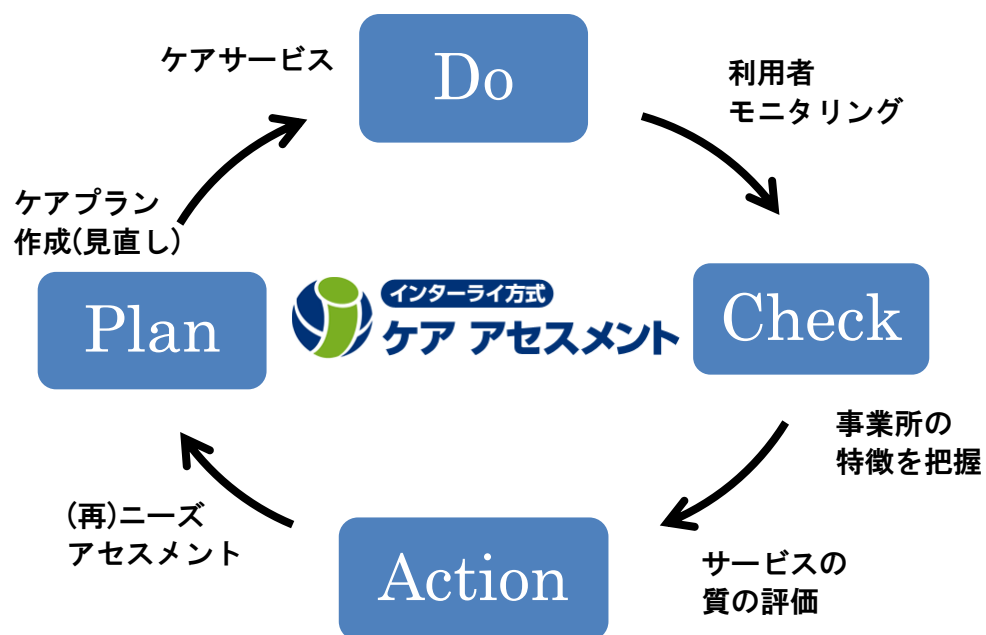 ケアサービス
Do
利用者
モニタリング
ケアプラン
作成(見直し)
Plan
インターライ方式
ケア アセスメント
Check
事業所の
特徴を把握
(再)ニーズ
アセスメント
Action
サービスの
質の評価